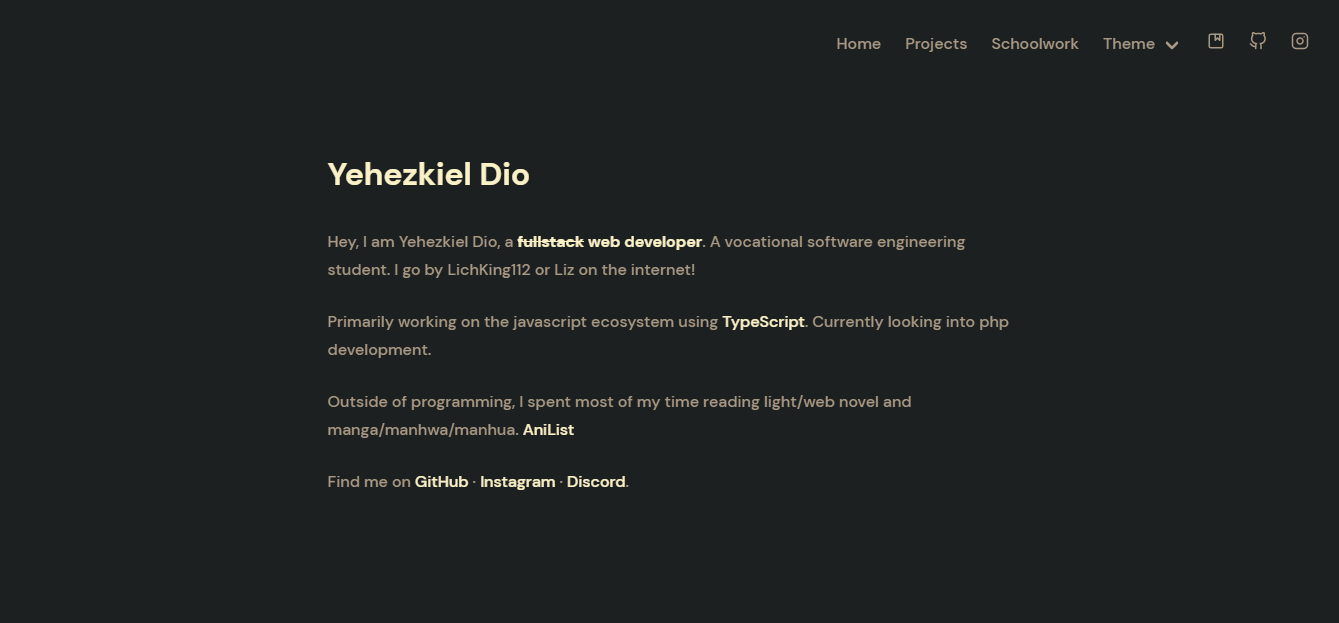 Home Projects Schoolwork Theme
Yehezkiel Dio
Hey, I am Yehezkiel Dio, a fullstack web developer. A vocational software engineering
student. I go by LichKing112 or Liz on the internet!
Primarily working on the javascript ecosystem using TypeScript. Currently looking into php
development.
Outside of programming, I spent most of my time reading light/web novel and
manga/manhwa/manhua. AniList
Find me on GitHub · Instagram · Discord.